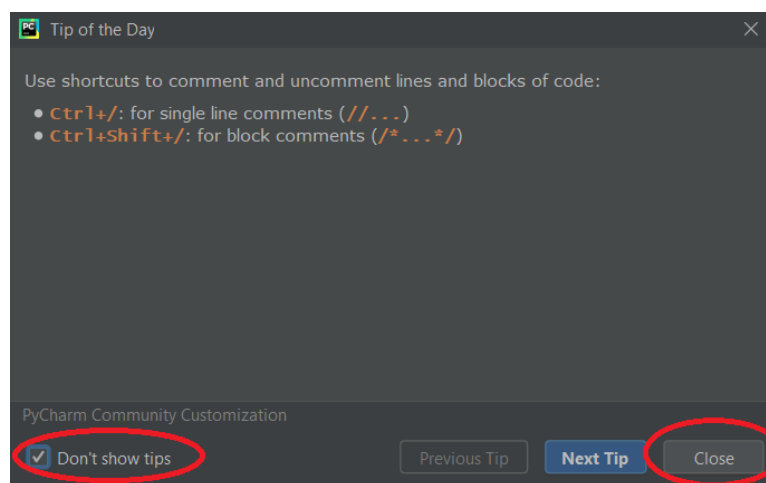 PC Tip of the Day
Use shortcuts to comment and uncomment lines and blocks of code:
● Ctrl+/: for single line comments (//...)
● Ctrl+Shift+/: for block comments (/*...*/)
PyCharm Community Customization
Don't show tips Previous Tip Next Tip Close